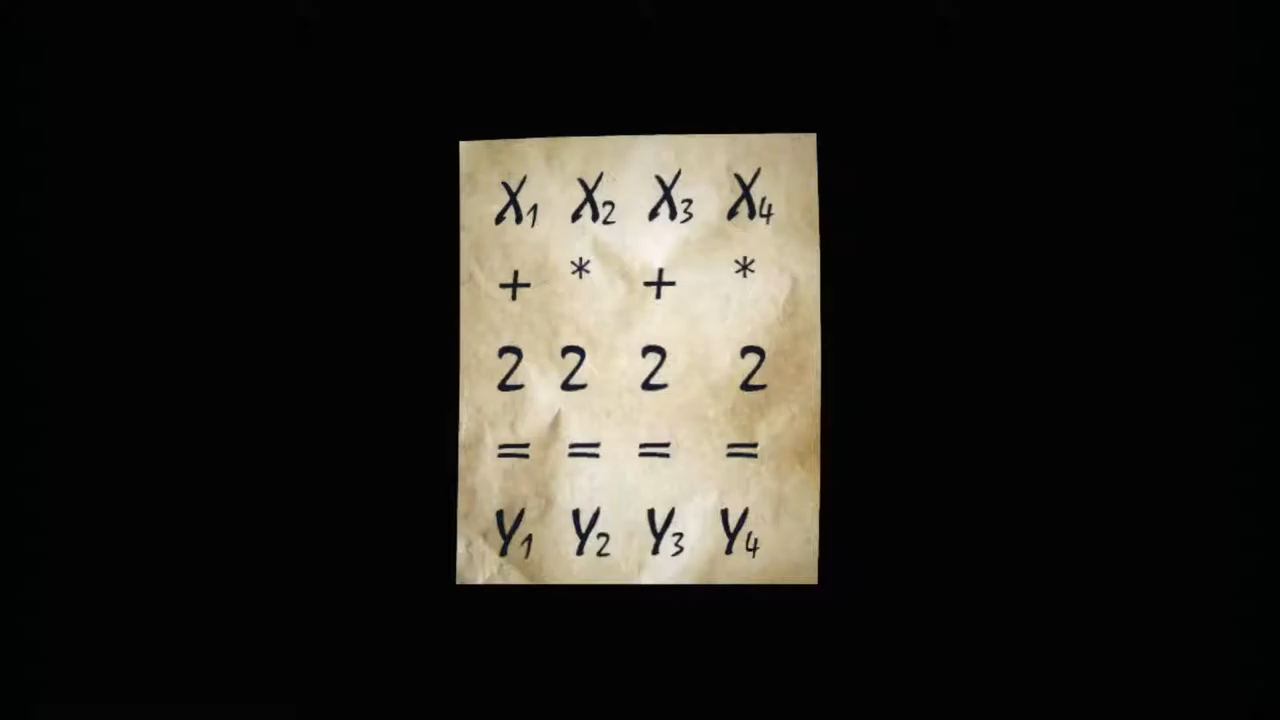 X₁ X₂ X₃ X₄
+ * + *
2 2 2 2
= = = =
Y₁ Y₂ Y₃ Y₄